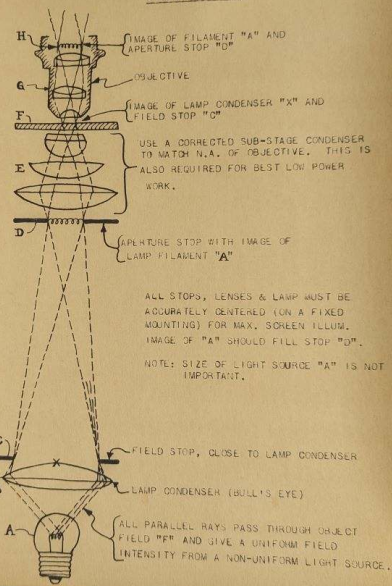 H
IMAGE OF FILAMENT "A" AND
APERTURE STOP "D"
OBJECTIVE
G
IMAGE OF LAMP CONDENSER "X" AND
FIELD STOP "C"
F
USE A CORRECTED SUB-STAGE CONDENSER
TO MATCH N.A. OF OBJECTIVE. THIS IS
ALSO REQUIRED FOR BEST LOW POWER
WORK.
E
D
APERTURE STOP WITH IMAGE OF
LAMP FILAMENT "A"
ALL STOPS, LENSES & LAMP MUST BE
ACCURATELY CENTERED (ON A FIXED
MOUNTING) FOR MAX. SCREEN ILLUM.
IMAGE OF "A" SHOULD FILL STOP "D".
NOTE: SIZE OF LIGHT SOURCE "A" IS NOT
IMPORTANT.
FIELD STOP, CLOSE TO LAMP CONDENSER
X
LAMP CONDENSER (BULL'S EYE)
A
ALL PARALLEL RAYS PASS THROUGH OBJECT
FIELD "F" AND GIVE A UNIFORM FIELD
INTENSITY FROM A NON-UNIFORM LIGHT SOURCE.